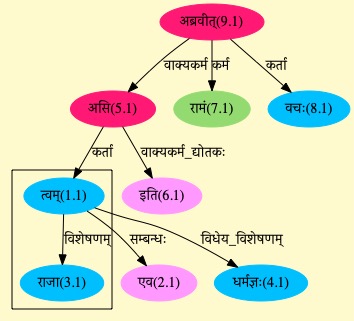 अब्रवीत्(9.1)
वाक्यकर्म कर्म कर्ता
असि(5.1) रामं(7.1) वचः(8.1)
कर्ता वाक्यकर्म_द्योतकः
त्वम्(1.1) इति(6.1)
विशेषणम् सम्बन्धः विधेय_विशेषणम्
राजा(3.1) एव(2.1) धर्मज्ञः(4.1)